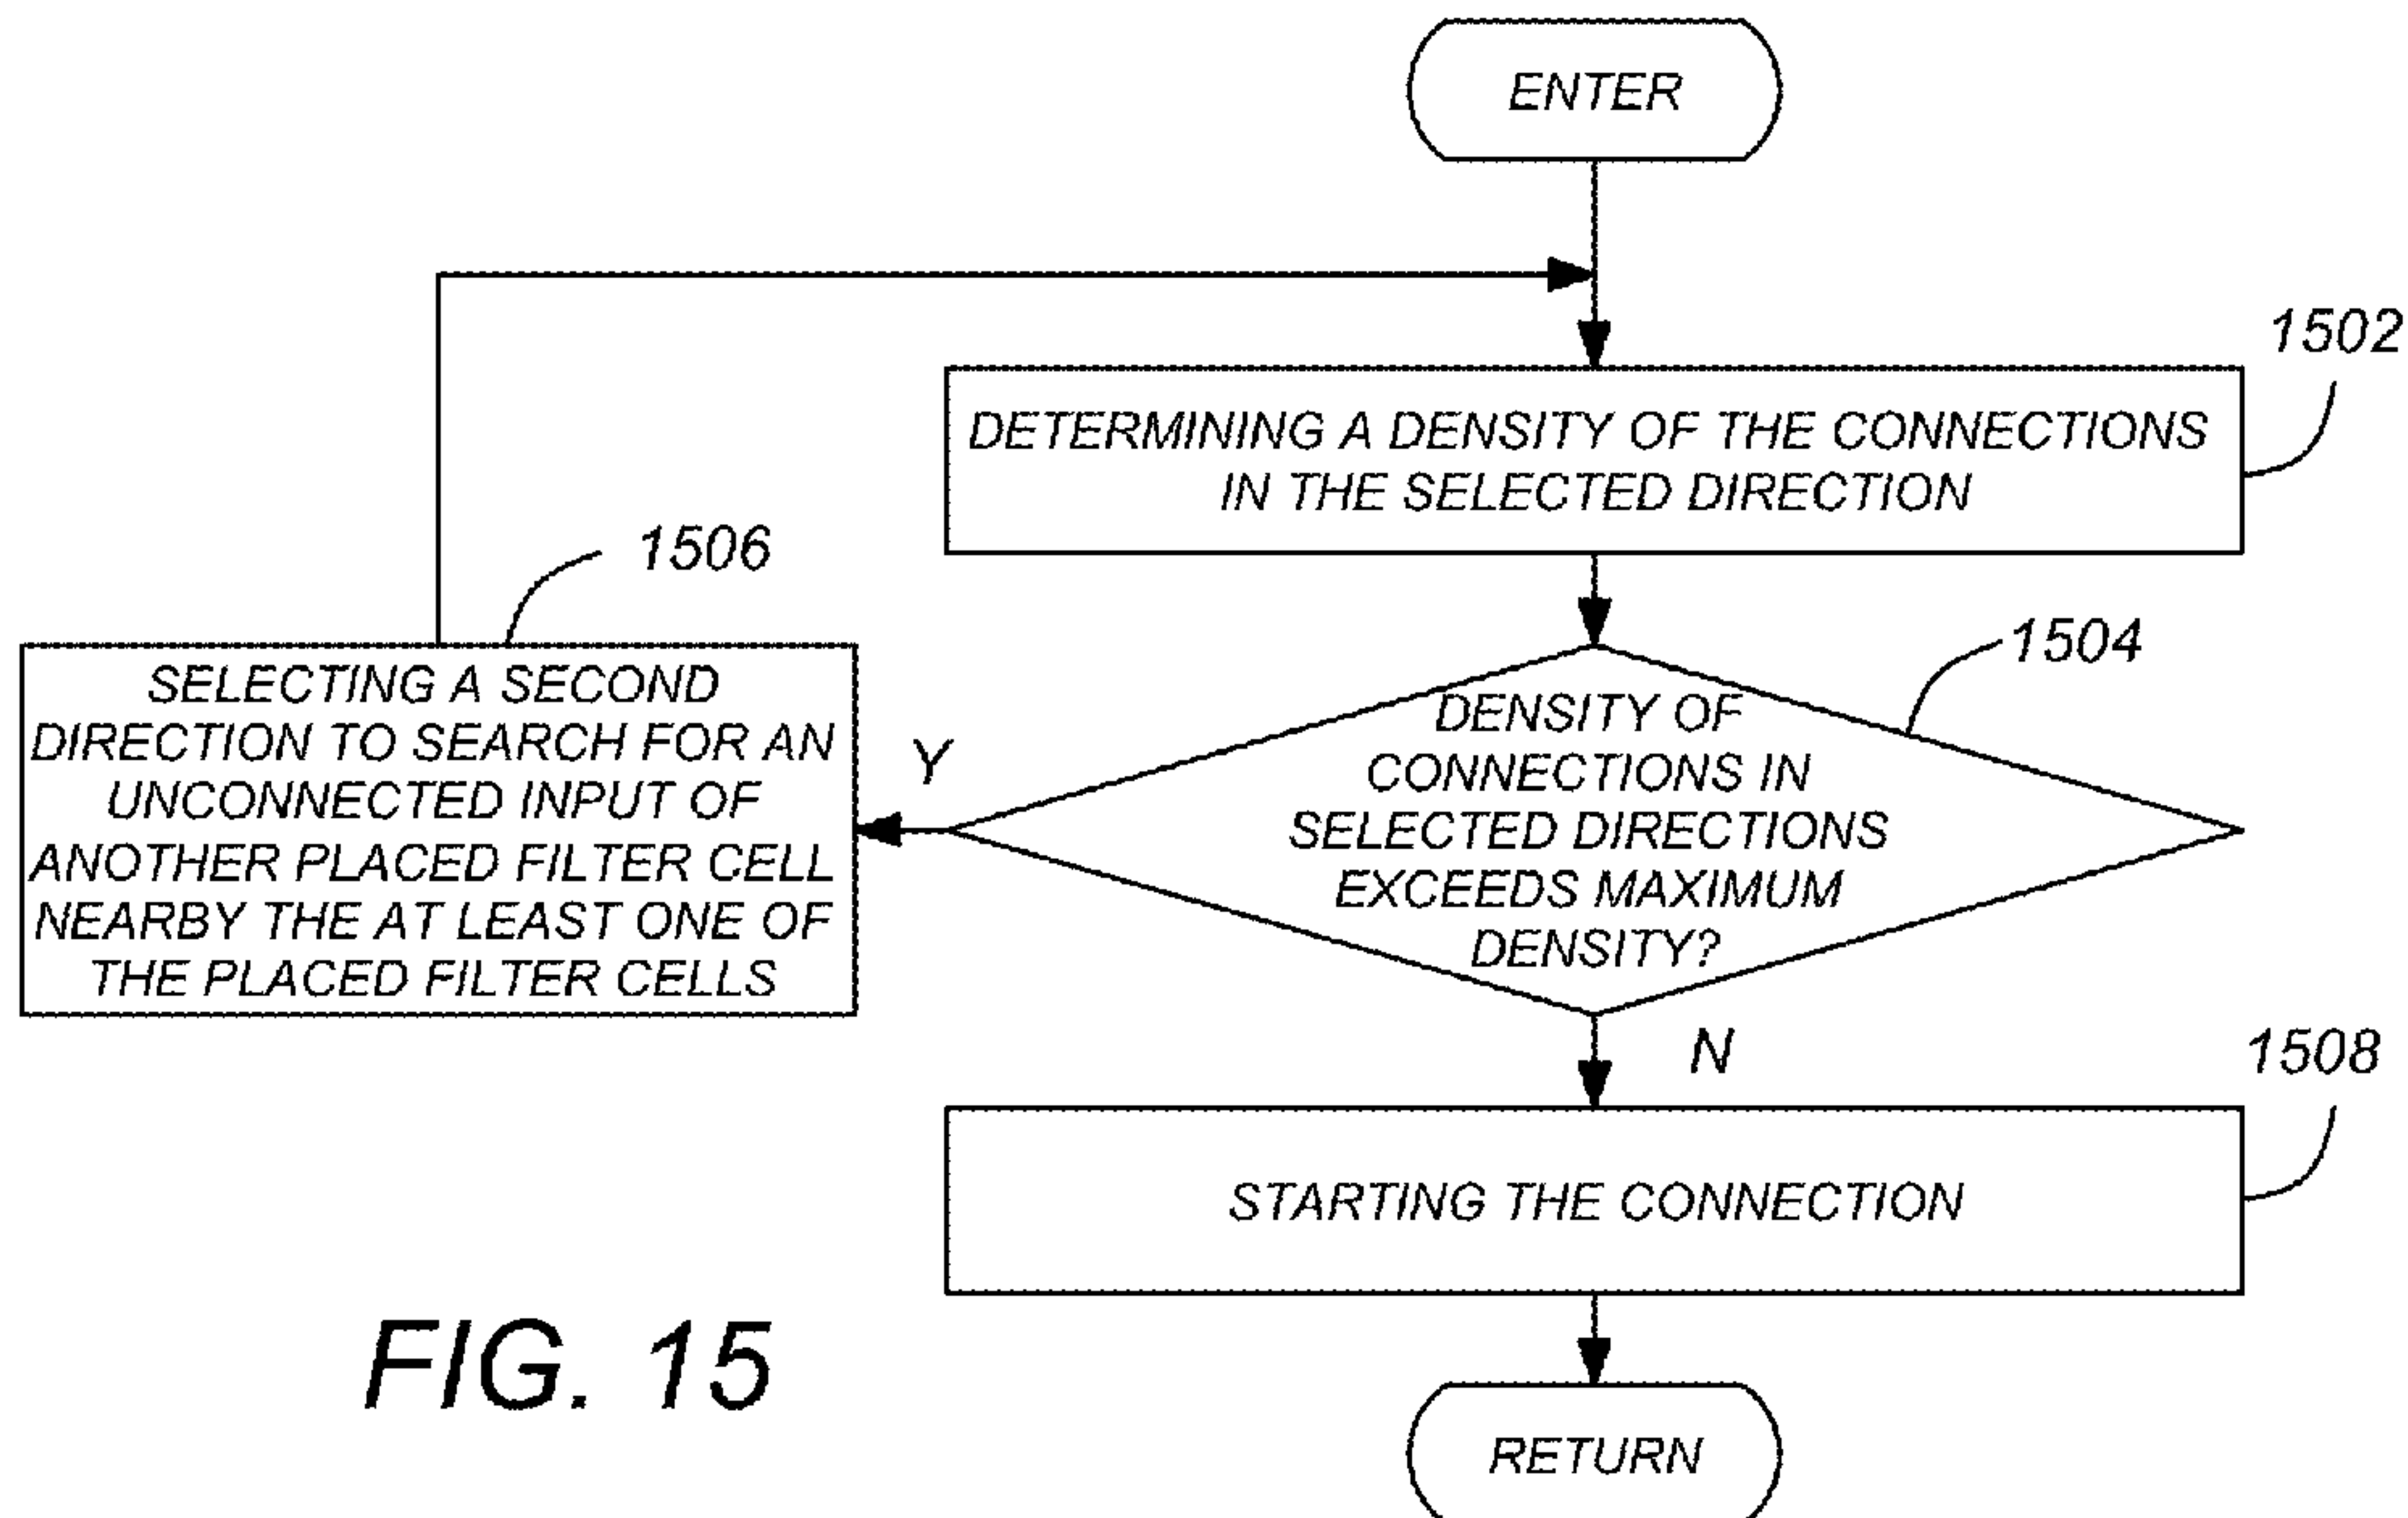 ENTER
1502
DETERMINING A DENSITY OF THE CONNECTIONS
IN THE SELECTED DIRECTION
1506
1504
SELECTING A SECOND
DIRECTION TO SEARCH FOR AN
UNCONNECTED INPUT OF
ANOTHER PLACED FILTER CELL
NEARBY THE AT LEAST ONE OF
THE PLACED FILTER CELLS
Y
DENSITY OF
CONNECTIONS IN
SELECTED DIRECTIONS
EXCEEDS MAXIMUM
DENSITY?
N
1508
STARTING THE CONNECTION
FIG. 15
RETURN